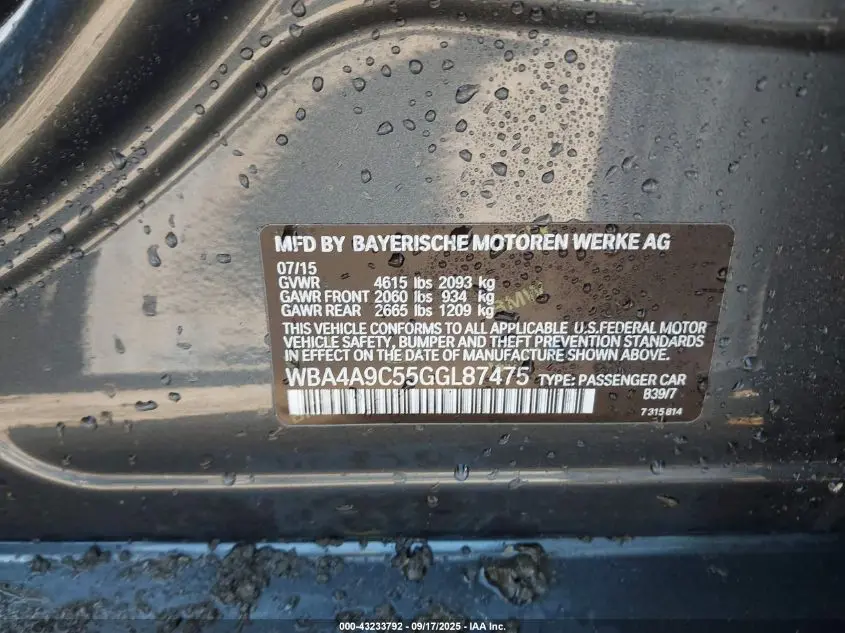 MFD BY BAYERISCHE MOTOREN WERKE AG
07/15
GVWR 4615 lbs 2093 kg
GAWR FRONT 2060 lbs 934 kg
GAWR REAR 2665 lbs 1209 kg
BMW
THIS VEHICLE CONFORMS TO ALL APPLICABLE U.S.FEDERAL MOTOR
VEHICLE SAFETY, BUMPER AND THEFT PREVENTION STANDARDS
IN EFFECT ON THE DATE OF MANUFACTURE SHOWN ABOVE.
WBA4A9C55GGL87475 TYPE: PASSENGER CAR
B39/7
7 315 814
000-43233792 - 09/17/2025 - IAA Inc.